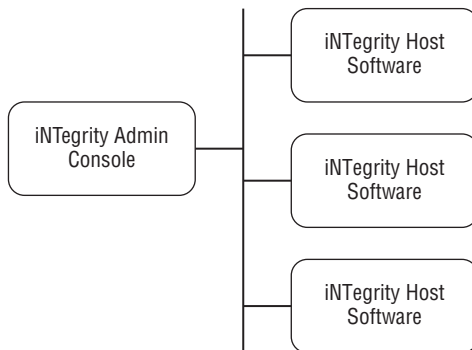 iNTegrity Host
Software
iNTegrity Admin
Console
iNTegrity Host
Software
iNTegrity Host
Software